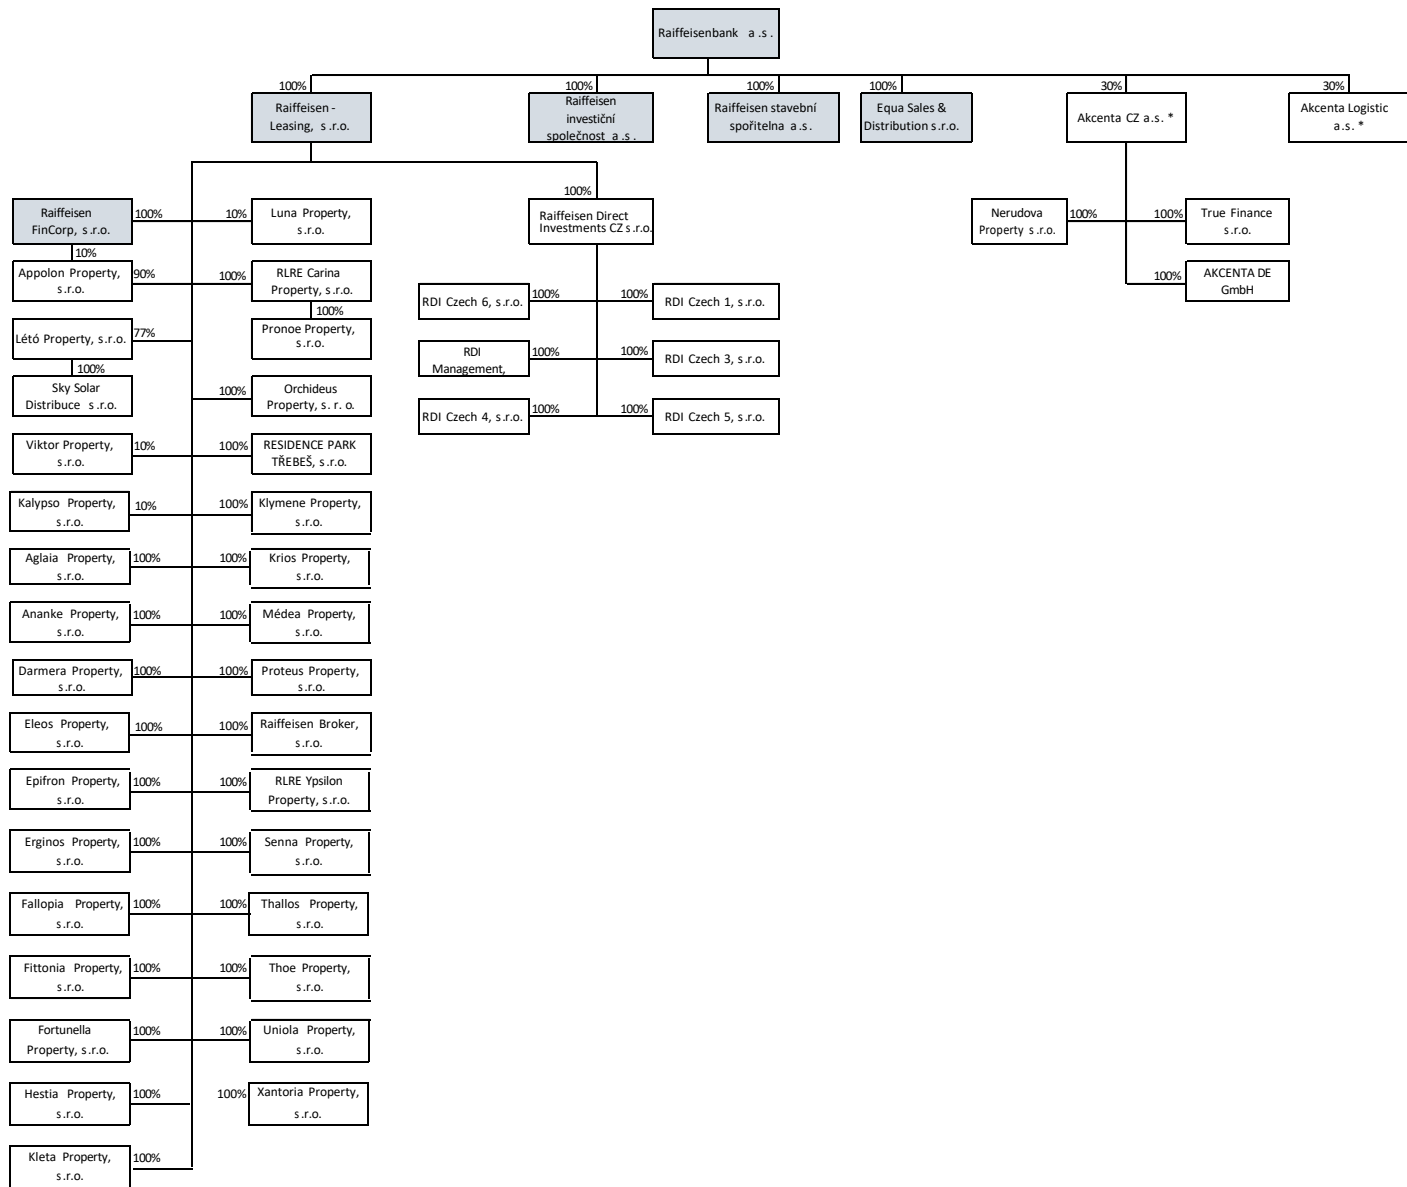 Raiffeisenbank a.s.
100%
100%
100%
100%
30%
30%
Raiffeisen -
Leasing, s.r.o.
Raiffeisen
investiční
společnost a.s.
Raiffeisen stavební
spořitelna a.s.
Equa Sales &
Distribution s.r.o.
Akcenta CZ a.s. *
Akcenta Logistic
a.s. *
100%
Raiffeisen
FinCorp, s.r.o.
100%
10%
Luna Property,
s.r.o.
Raiffeisen Direct
Investments CZ s.r.o.
Nerudova
Property s.r.o.
100%
100%
True Finance
s.r.o.
10%
Appolon Property,
s.r.o.
90%
100%
RLRE Carina
Property, s.r.o.
100%
AKCENTA DE
GmbH
RDI Czech 6, s.r.o.
100%
100%
RDI Czech 1, s.r.o.
100%
Létó Property, s.r.o.
77%
Pronoe Property,
s.r.o.
RDI
Management,
100%
100%
RDI Czech 3, s.r.o.
100%
Sky Solar
Distribuce s.r.o.
100%
Orchideus
Property, s. r. o.
RDI Czech 4, s.r.o.
100%
100%
RDI Czech 5, s.r.o.
Viktor Property,
s.r.o.
10%
100%
RESIDENCE PARK
TŘEBEŠ, s.r.o.
Kalypso Property,
s.r.o.
10%
100%
Klymene Property,
s.r.o.
Aglaia Property,
s.r.o.
100%
100%
Krios Property,
s.r.o.
Ananke Property,
s.r.o.
100%
100%
Médea Property,
s.r.o.
Darmera Property,
s.r.o.
100%
100%
Proteus Property,
s.r.o.
Eleos Property,
s.r.o.
100%
100%
Raiffeisen Broker,
s.r.o.
Epifron Property,
s.r.o.
100%
100%
RLRE Ypsilon
Property, s.r.o.
Erginos Property,
s.r.o.
100%
100%
Senna Property,
s.r.o.
Fallopia Property,
s.r.o.
100%
100%
Thallos Property,
s.r.o.
Fittonia Property,
s.r.o.
100%
100%
Thoe Property,
s.r.o.
Fortunella
Property, s.r.o.
100%
100%
Uniola Property,
s.r.o.
Hestia Property,
s.r.o.
100%
100%
Xantoria Property,
s.r.o.
Kleta Property,
s.r.o.
100%